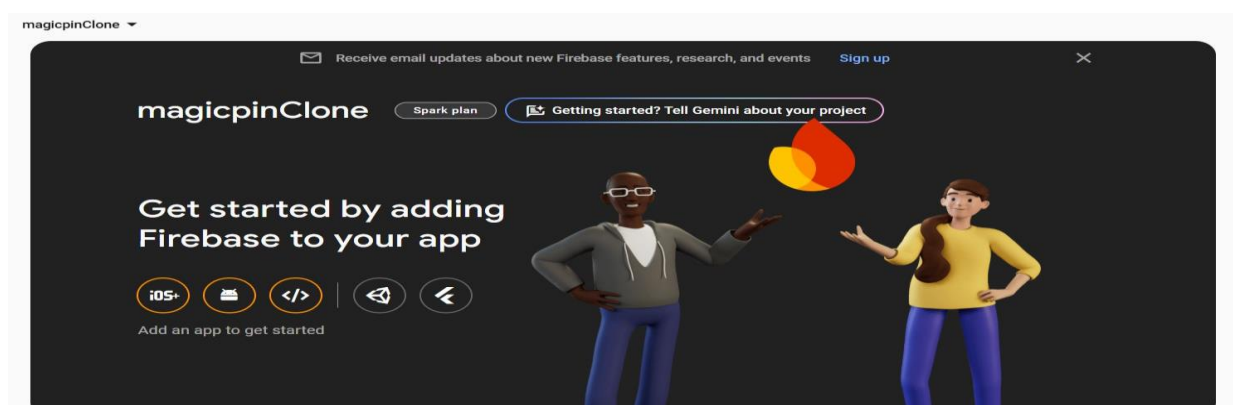 magicpinClone
Receive email updates about new Firebase features, research, and events Sign up
magicpinClone Spark plan Getting started? Tell Gemini about your project
Get started by adding
Firebase to your app
iOS+ </>
Add an app to get started